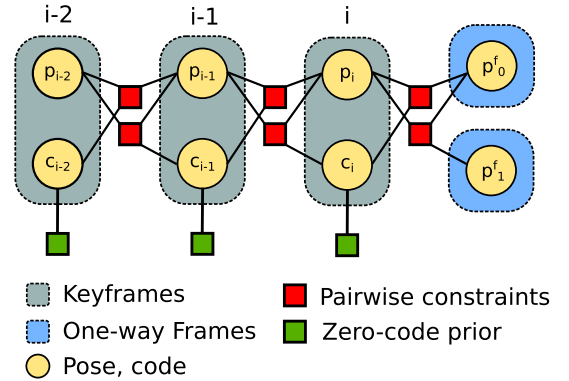 i-2 i-1 i
p_{i-2} p_{i-1} p_i p^f_0
c_{i-2} c_{i-1} c_i p^f_1
Keyframes
Pairwise constraints
One-way Frames
Zero-code prior
Pose, code